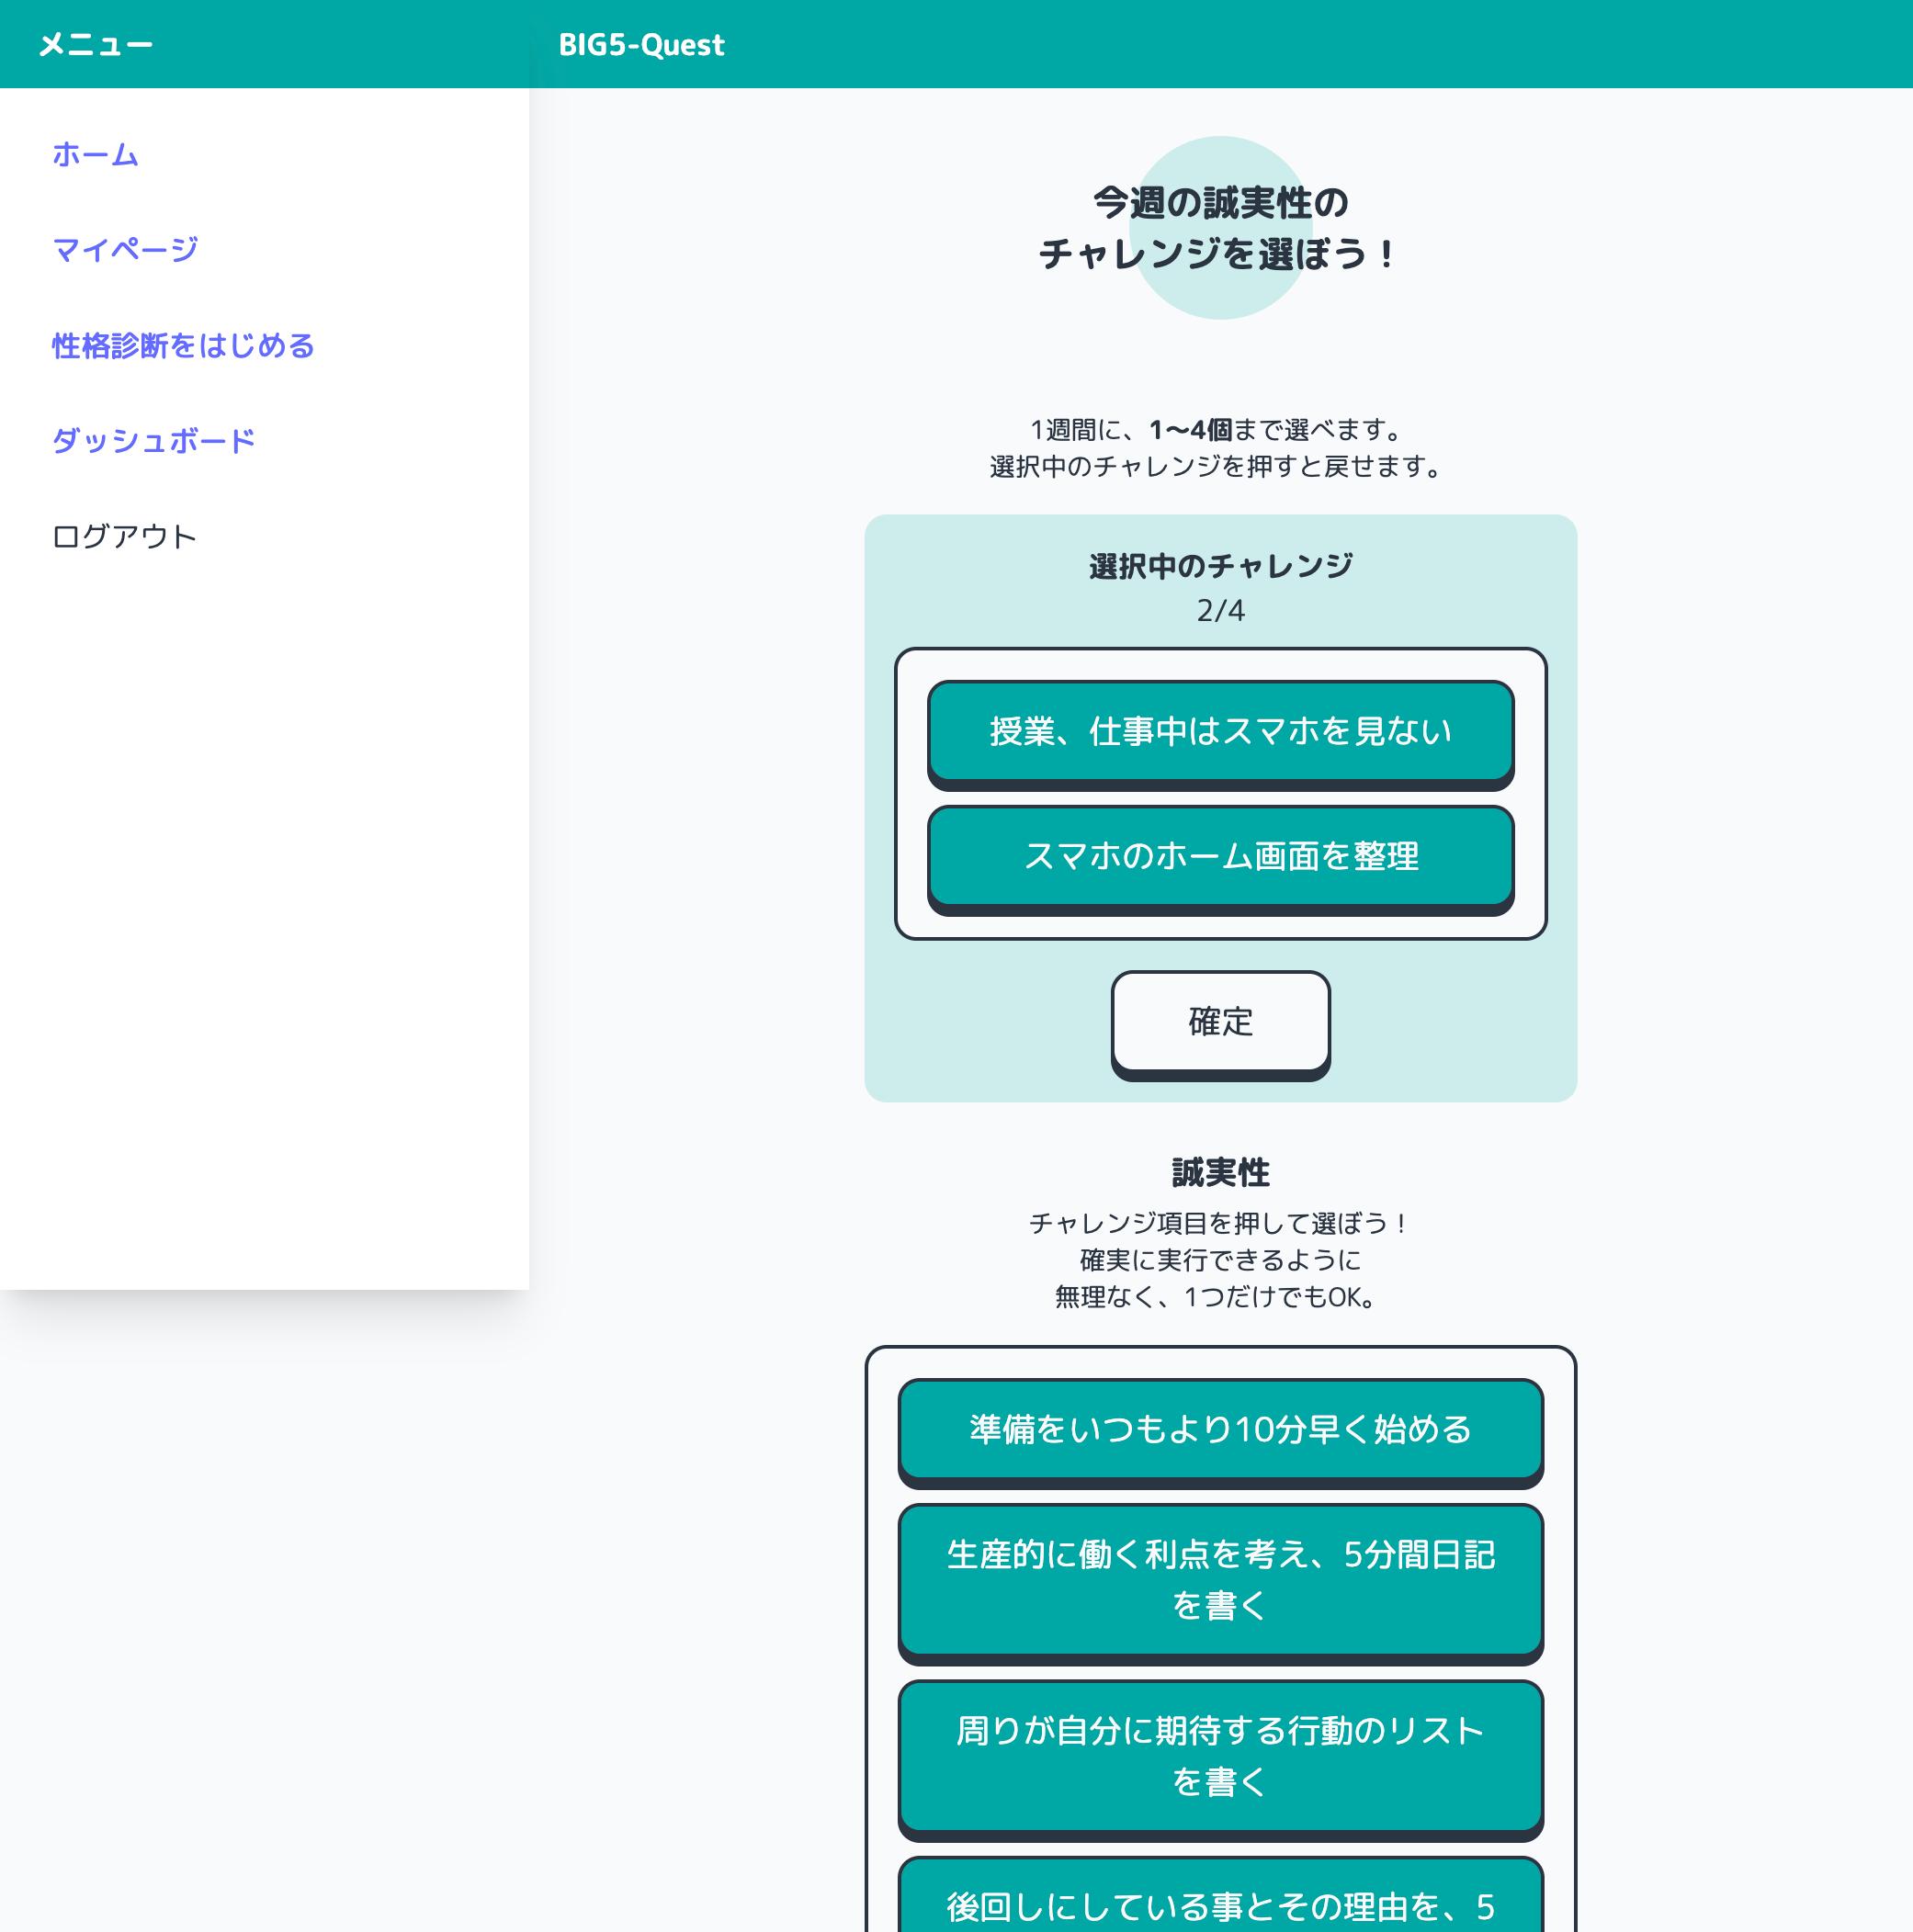 メニュー
BIG5-Quest
ホーム
マイページ
性格診断をはじめる
ダッシュボード
ログアウト
今週の誠実性の
チャレンジを選ぼう！
1週間に、1〜4個まで選べます。
選択中のチャレンジを押すと戻せます。
選択中のチャレンジ
2/4
授業、仕事中はスマホを見ない
スマホのホーム画面を整理
確定
誠実性
チャレンジ項目を押して選ぼう！
確実に実行できるように
無理なく、1つだけでもOK。
準備をいつもより10分早く始める
生産的に働く利点を考え、5分間日記
を書く
周りが自分に期待する行動のリスト
を書く
後回しにしている事とその理由を、5